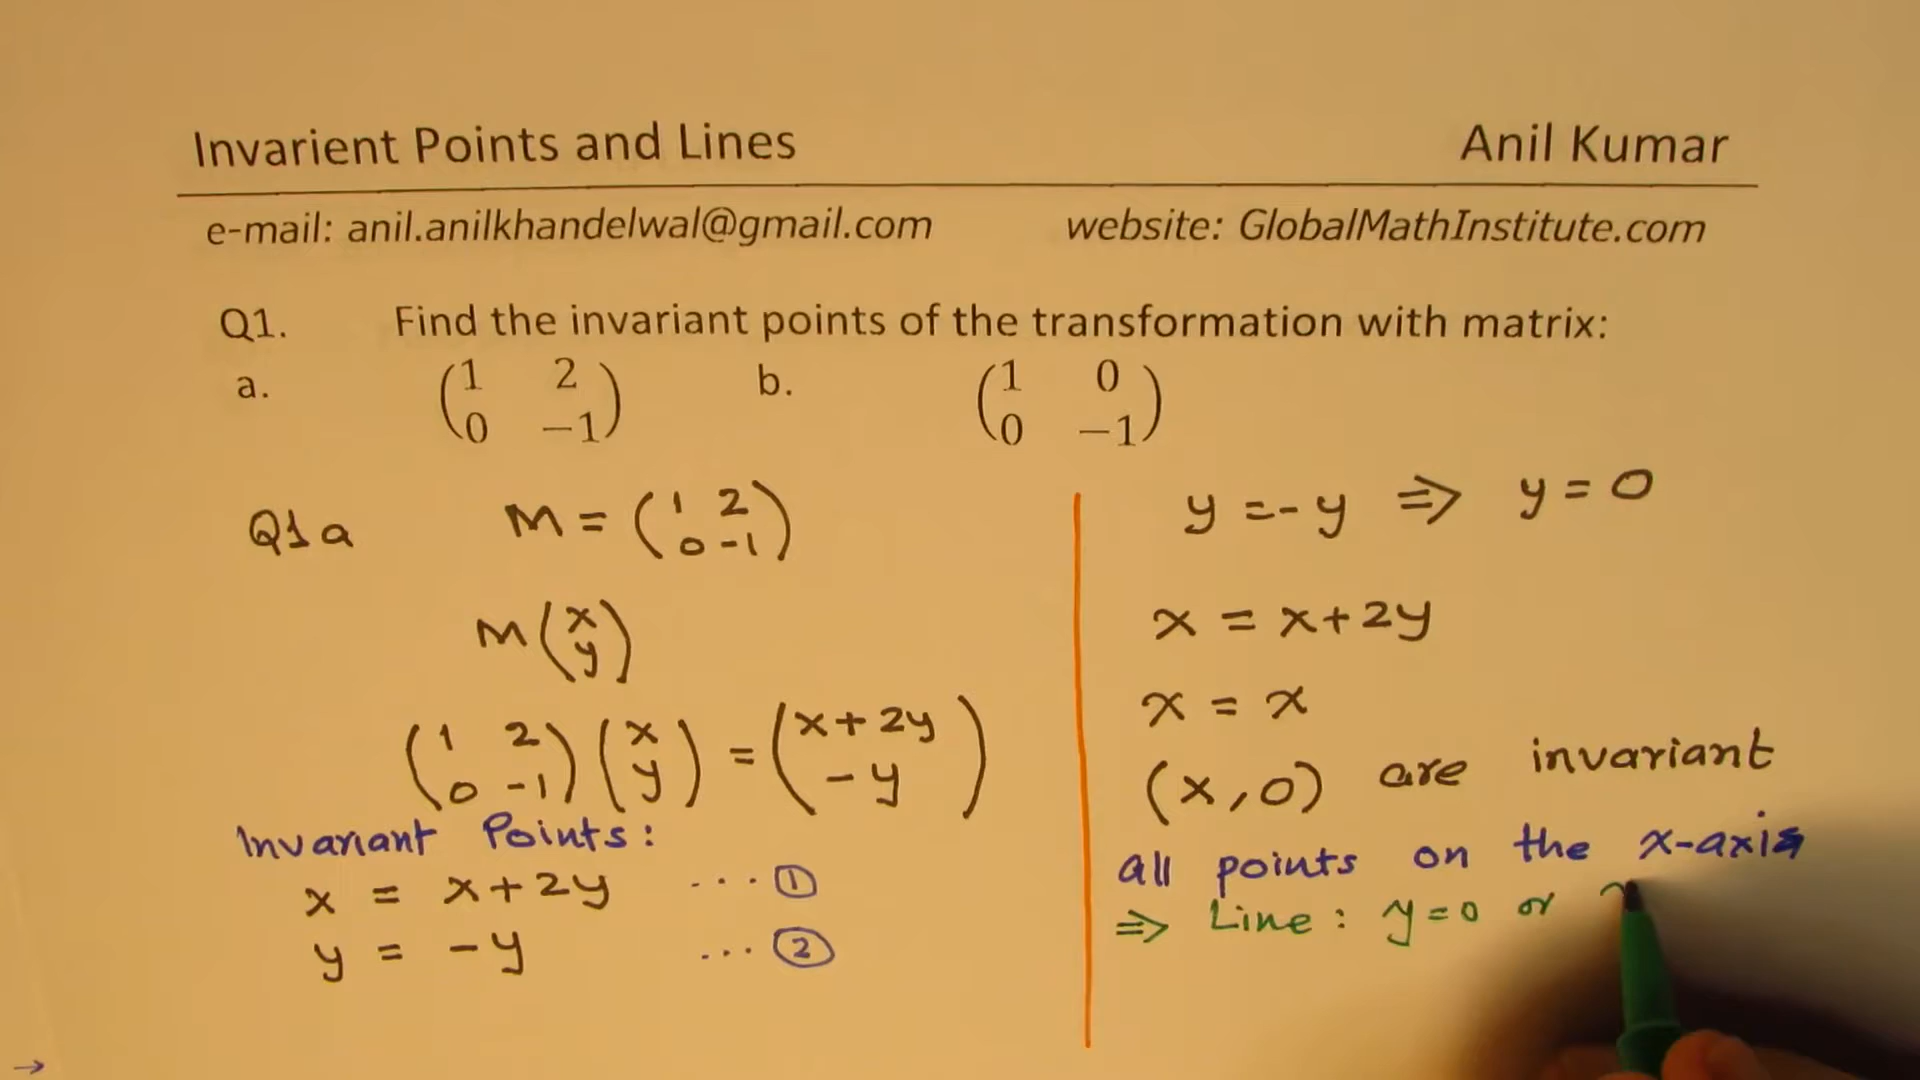 Invarient Points and Lines Anil Kumar
e-mail: anil.anilkhandelwal@gmail.com website: GlobalMathInstitute.com
Q1. Find the invariant points of the transformation with matrix:
a. (1 2
0 -1) b. (1 0
0 -1)
Q1a M = (1 2
0 -1)
M(x
y)
(1 2
0 -1)(x
y) = (x+2y
-y)
Invariant Points:
x = x+2y ... ①
y = -y ... ②
y = -y ⇒ y = 0
x = x+2y
x = x
(x, 0) are invariant
all points on the x-axis
⇒ Line: y=0 or
→